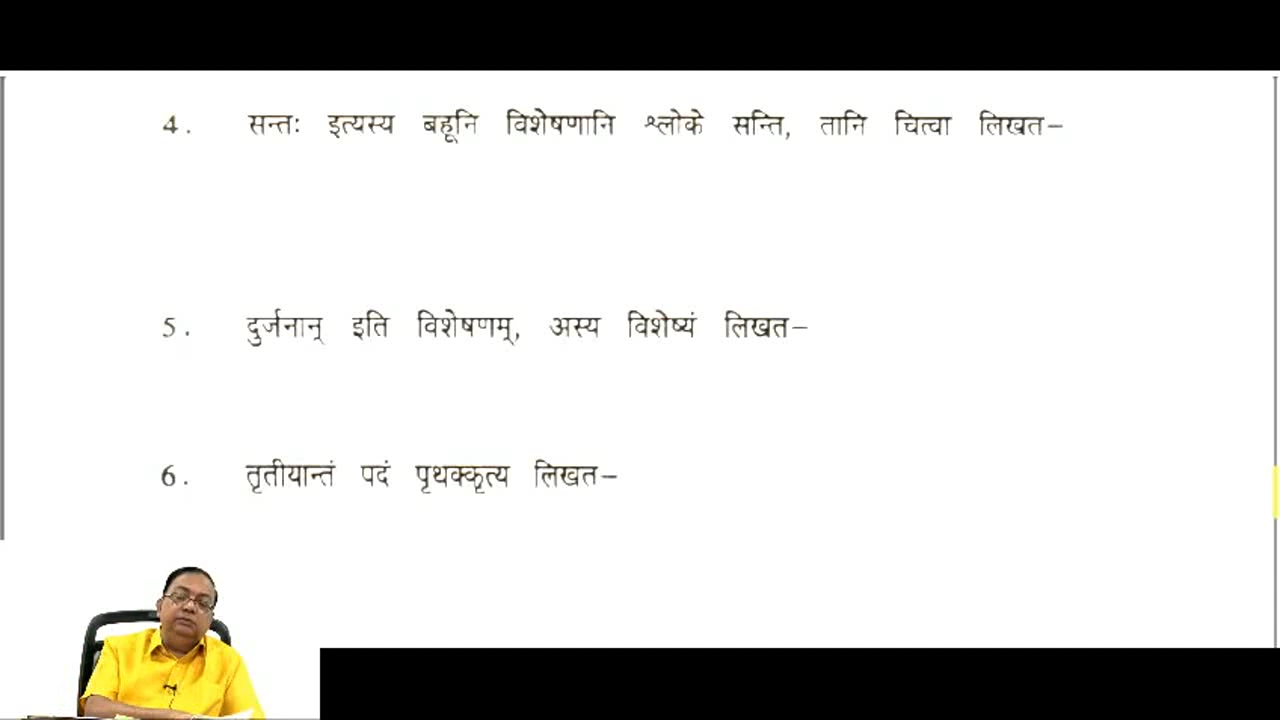 4. सन्तः इत्यस्य बहूनि विशेषणानि श्लोके सन्ति, तानि चित्वा लिखत–
5. दुर्जनान् इति विशेषणम्, अस्य विशेष्यं लिखत–
6. तृतीयान्तं पदं पृथक्कृत्य लिखत–